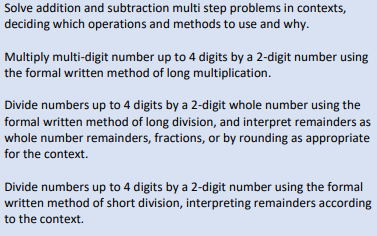 Solve addition and subtraction multi step problems in contexts,
deciding which operations and methods to use and why.
Multiply multi-digit number up to 4 digits by a 2-digit number using
the formal written method of long multiplication.
Divide numbers up to 4 digits by a 2-digit whole number using the
formal written method of long division, and interpret remainders as
whole number remainders, fractions, or by rounding as appropriate
for the context.
Divide numbers up to 4 digits by a 2-digit number using the formal
written method of short division, interpreting remainders according
to the context.